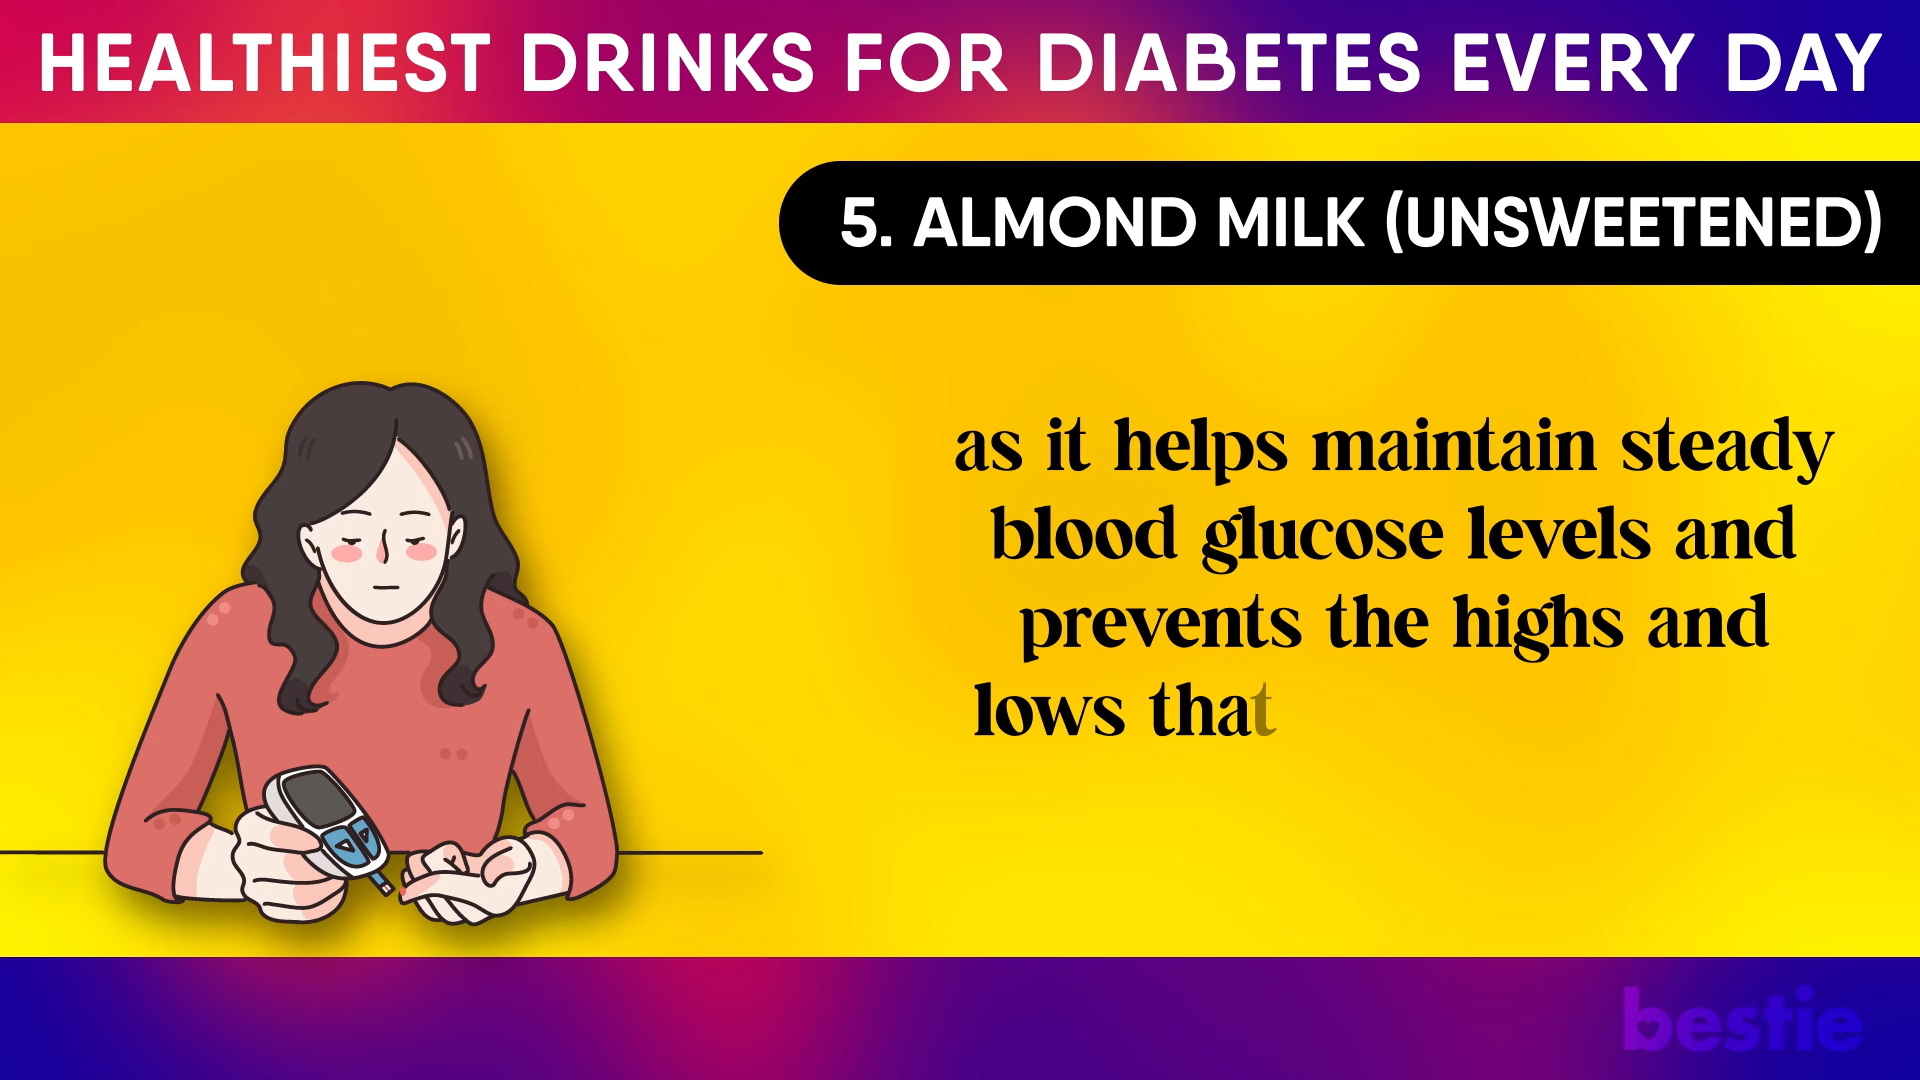 HEALTHIEST DRINKS FOR DIABETES EVERY DAY
5. ALMOND MILK (UNSWEETENED)
as it helps maintain steady
blood glucose levels and
prevents the highs and
lows that
bestie